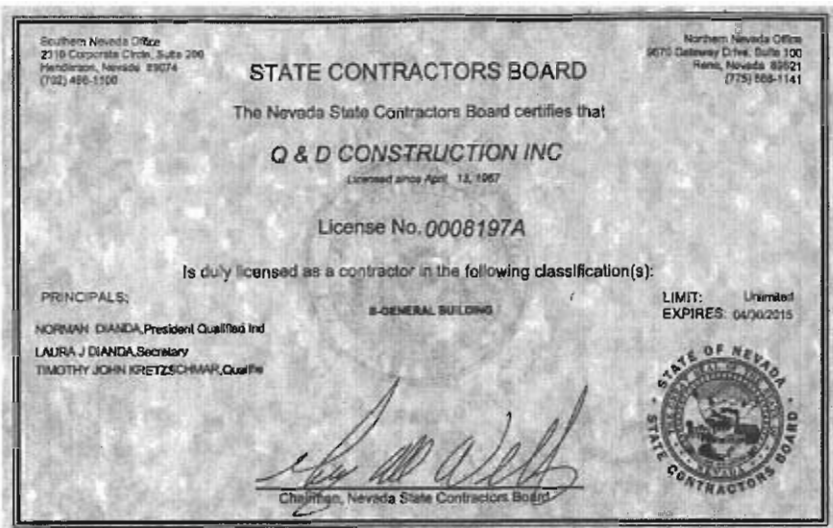 Southern Nevada Office
2310 Corporate Circle, Suite 200
Henderson, Nevada 89074
(702) 486-1100
Northern Nevada Office
9670 Gateway Drive, Suite 100
Reno, Nevada 89521
(775) 688-1141
STATE CONTRACTORS BOARD
The Nevada State Contractors Board certifies that
Q & D CONSTRUCTION INC
Licensed since April 13, 1967
License No. 0008197A
Is duly licensed as a contractor in the following classification(s):
PRINCIPALS:
NORMAN DIANDA, President Qualified Ind
LAURA J DIANDA, Secretary
TIMOTHY JOHN KRETZSCHMAR, Qualifie
B-GENERAL BUILDING
LIMIT: Unlimited
EXPIRES: 04/30/2015
STATE OF NEVADA
STATE CONTRACTORS BOARD
NEVADA
Chairman, Nevada State Contractors Board